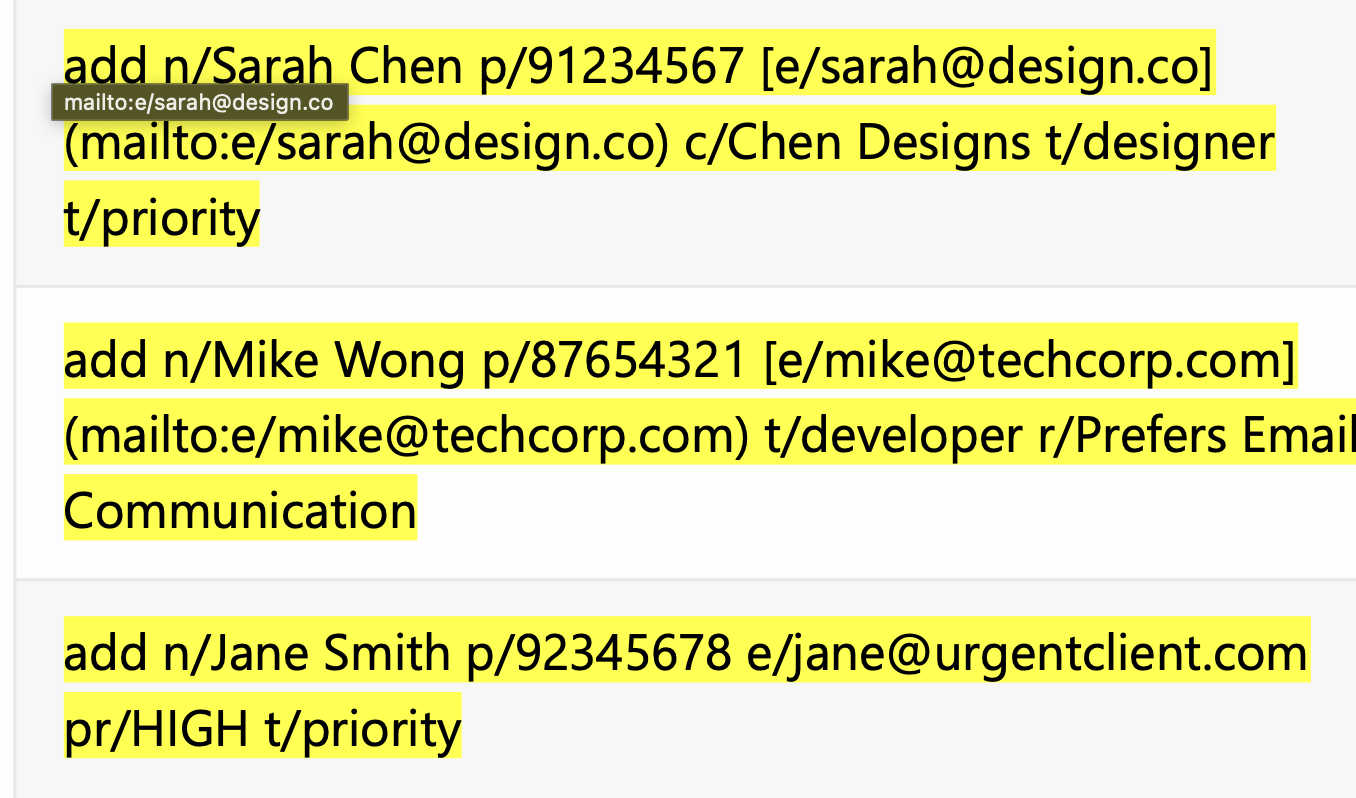 add n/Sarah Chen p/91234567 [e/sarah@design.co]
mailto:e/sarah@design.co
(mailto:e/sarah@design.co) c/Chen Designs t/designer
t/priority
add n/Mike Wong p/87654321 [e/mike@techcorp.com]
(mailto:e/mike@techcorp.com) t/developer r/Prefers Email
Communication
add n/Jane Smith p/92345678 e/jane@urgentclient.com
pr/HIGH t/priority